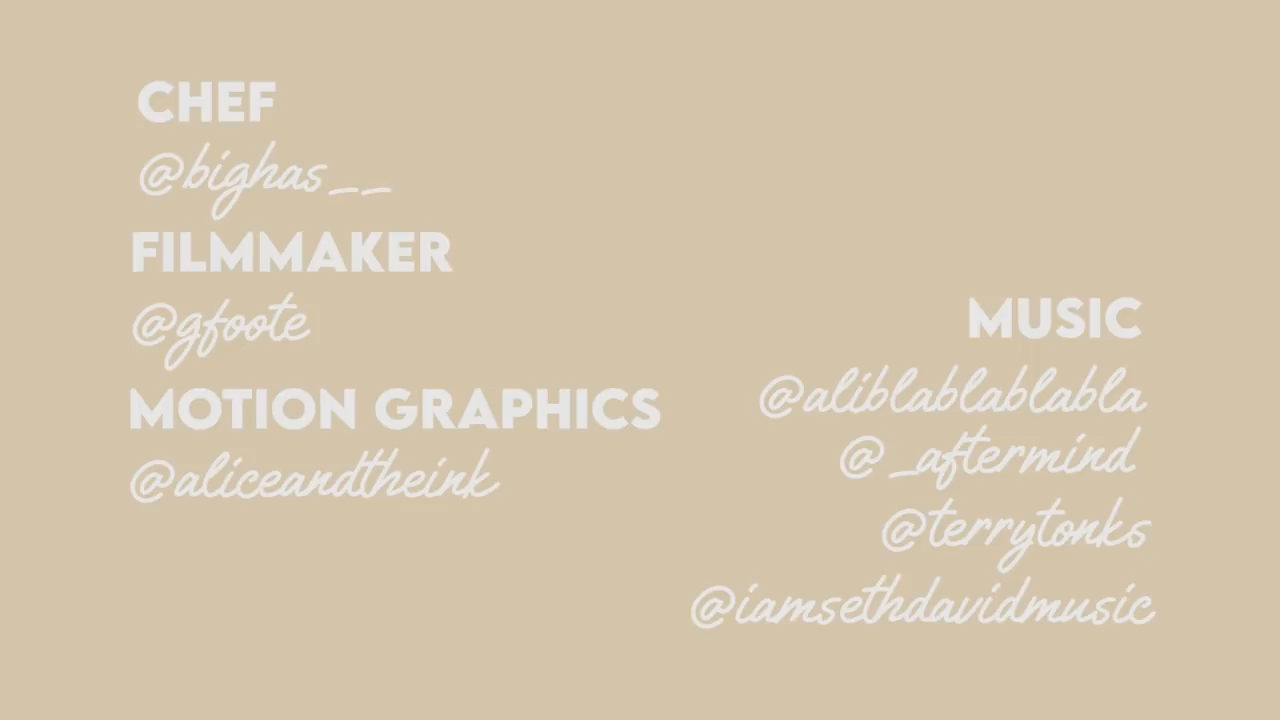 CHEF
@bighas__
FILMMAKER
@gfoote
MOTION GRAPHICS
@aliceandtheink
MUSIC
@aliblablablabla
@_aftermind
@terrytonks
@iamsethdavidmusic